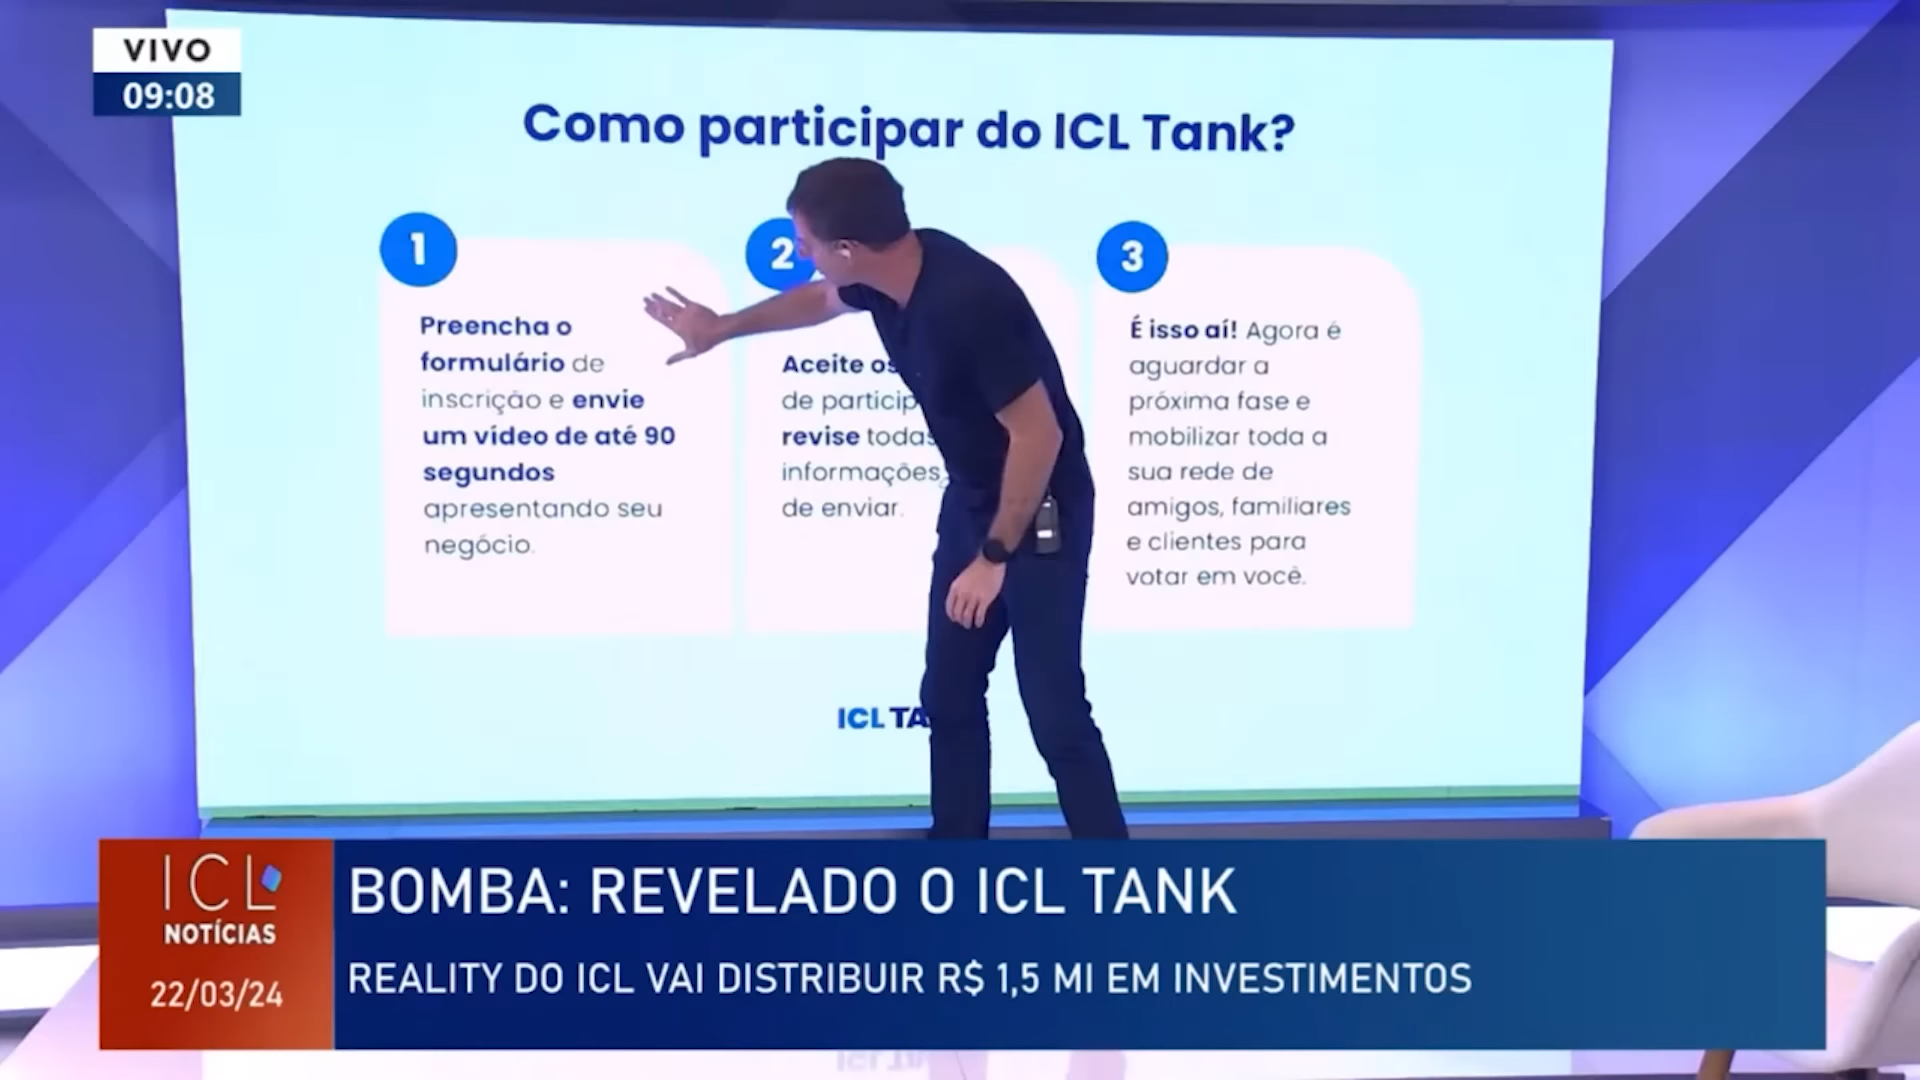 VIVO
09:08
Como participar do ICL Tank?
1
Preencha o
formulário de
inscrição e envie
um vídeo de até 90
segundos
apresentando seu
negócio.
2
Aceite os
de particip
revise todas
informações
de enviar.
3
É isso aí! Agora é
aguardar a
próxima fase e
mobilizar toda a
sua rede de
amigos, familiares
e clientes para
votar em você.
ICL TA
ICL
NOTÍCIAS
22/03/24
BOMBA: REVELADO O ICL TANK
REALITY DO ICL VAI DISTRIBUIR R$ 1,5 MI EM INVESTIMENTOS